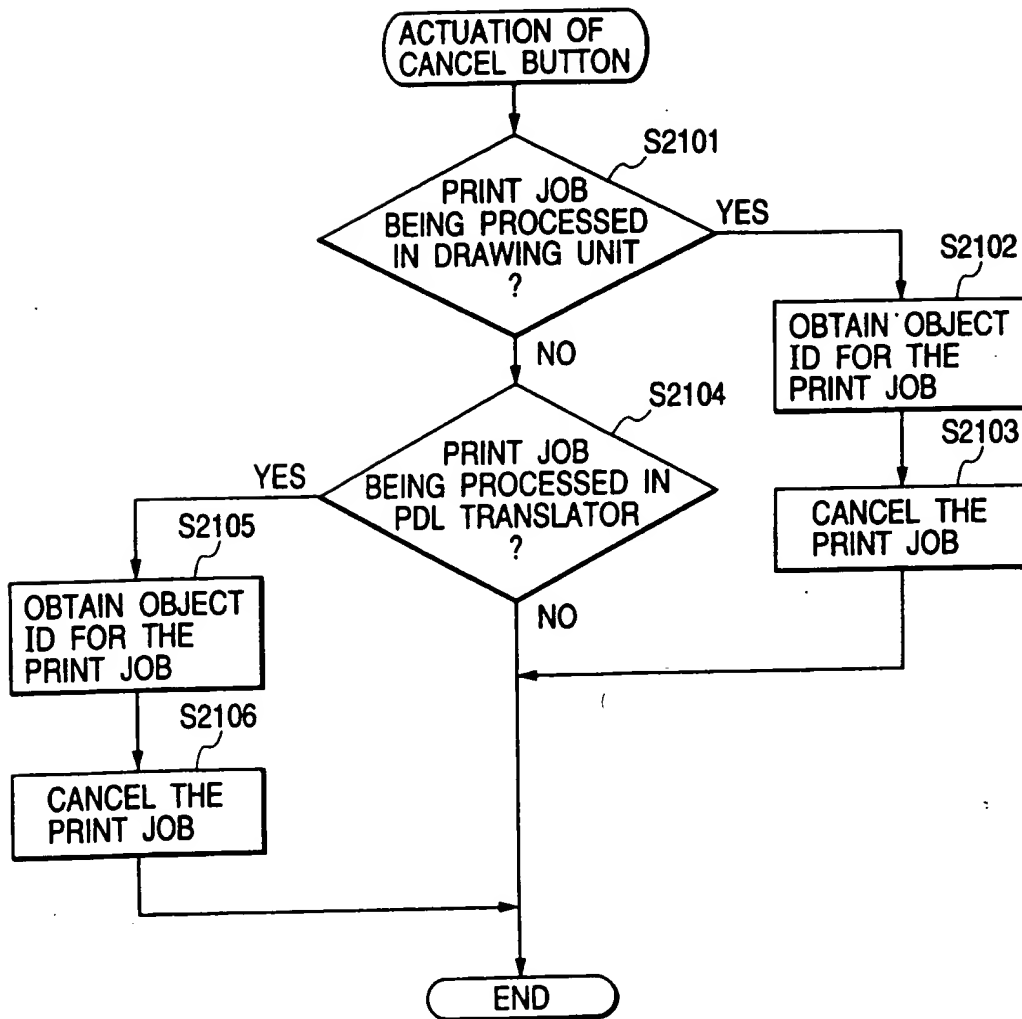 ACTUATION OF
CANCEL BUTTON
S2101
PRINT JOB
BEING PROCESSED
IN DRAWING UNIT
?
YES
S2102
OBTAIN OBJECT
ID FOR THE
PRINT JOB
NO
S2104
S2103
PRINT JOB
BEING PROCESSED IN
PDL TRANSLATOR
?
YES
CANCEL THE
PRINT JOB
S2105
OBTAIN OBJECT
ID FOR THE
PRINT JOB
NO
S2106
CANCEL THE
PRINT JOB
END